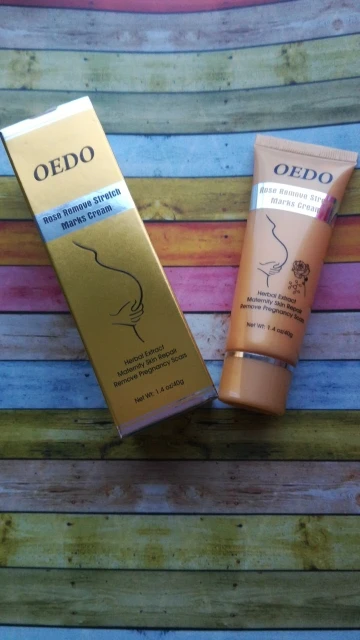 OEDO
Rose Remove Stretch
Marks Cream
Herbal Extract
Maternity Skin Repair
Remove Pregnancy Scars
Net Wt: 1.4 oz/40g
OEDO
Rose Remove Stretch
Marks Cream
Herbal Extract
Maternity Skin Repair
Remove Pregnancy Scars
Net Wt: 1.4 oz/40g